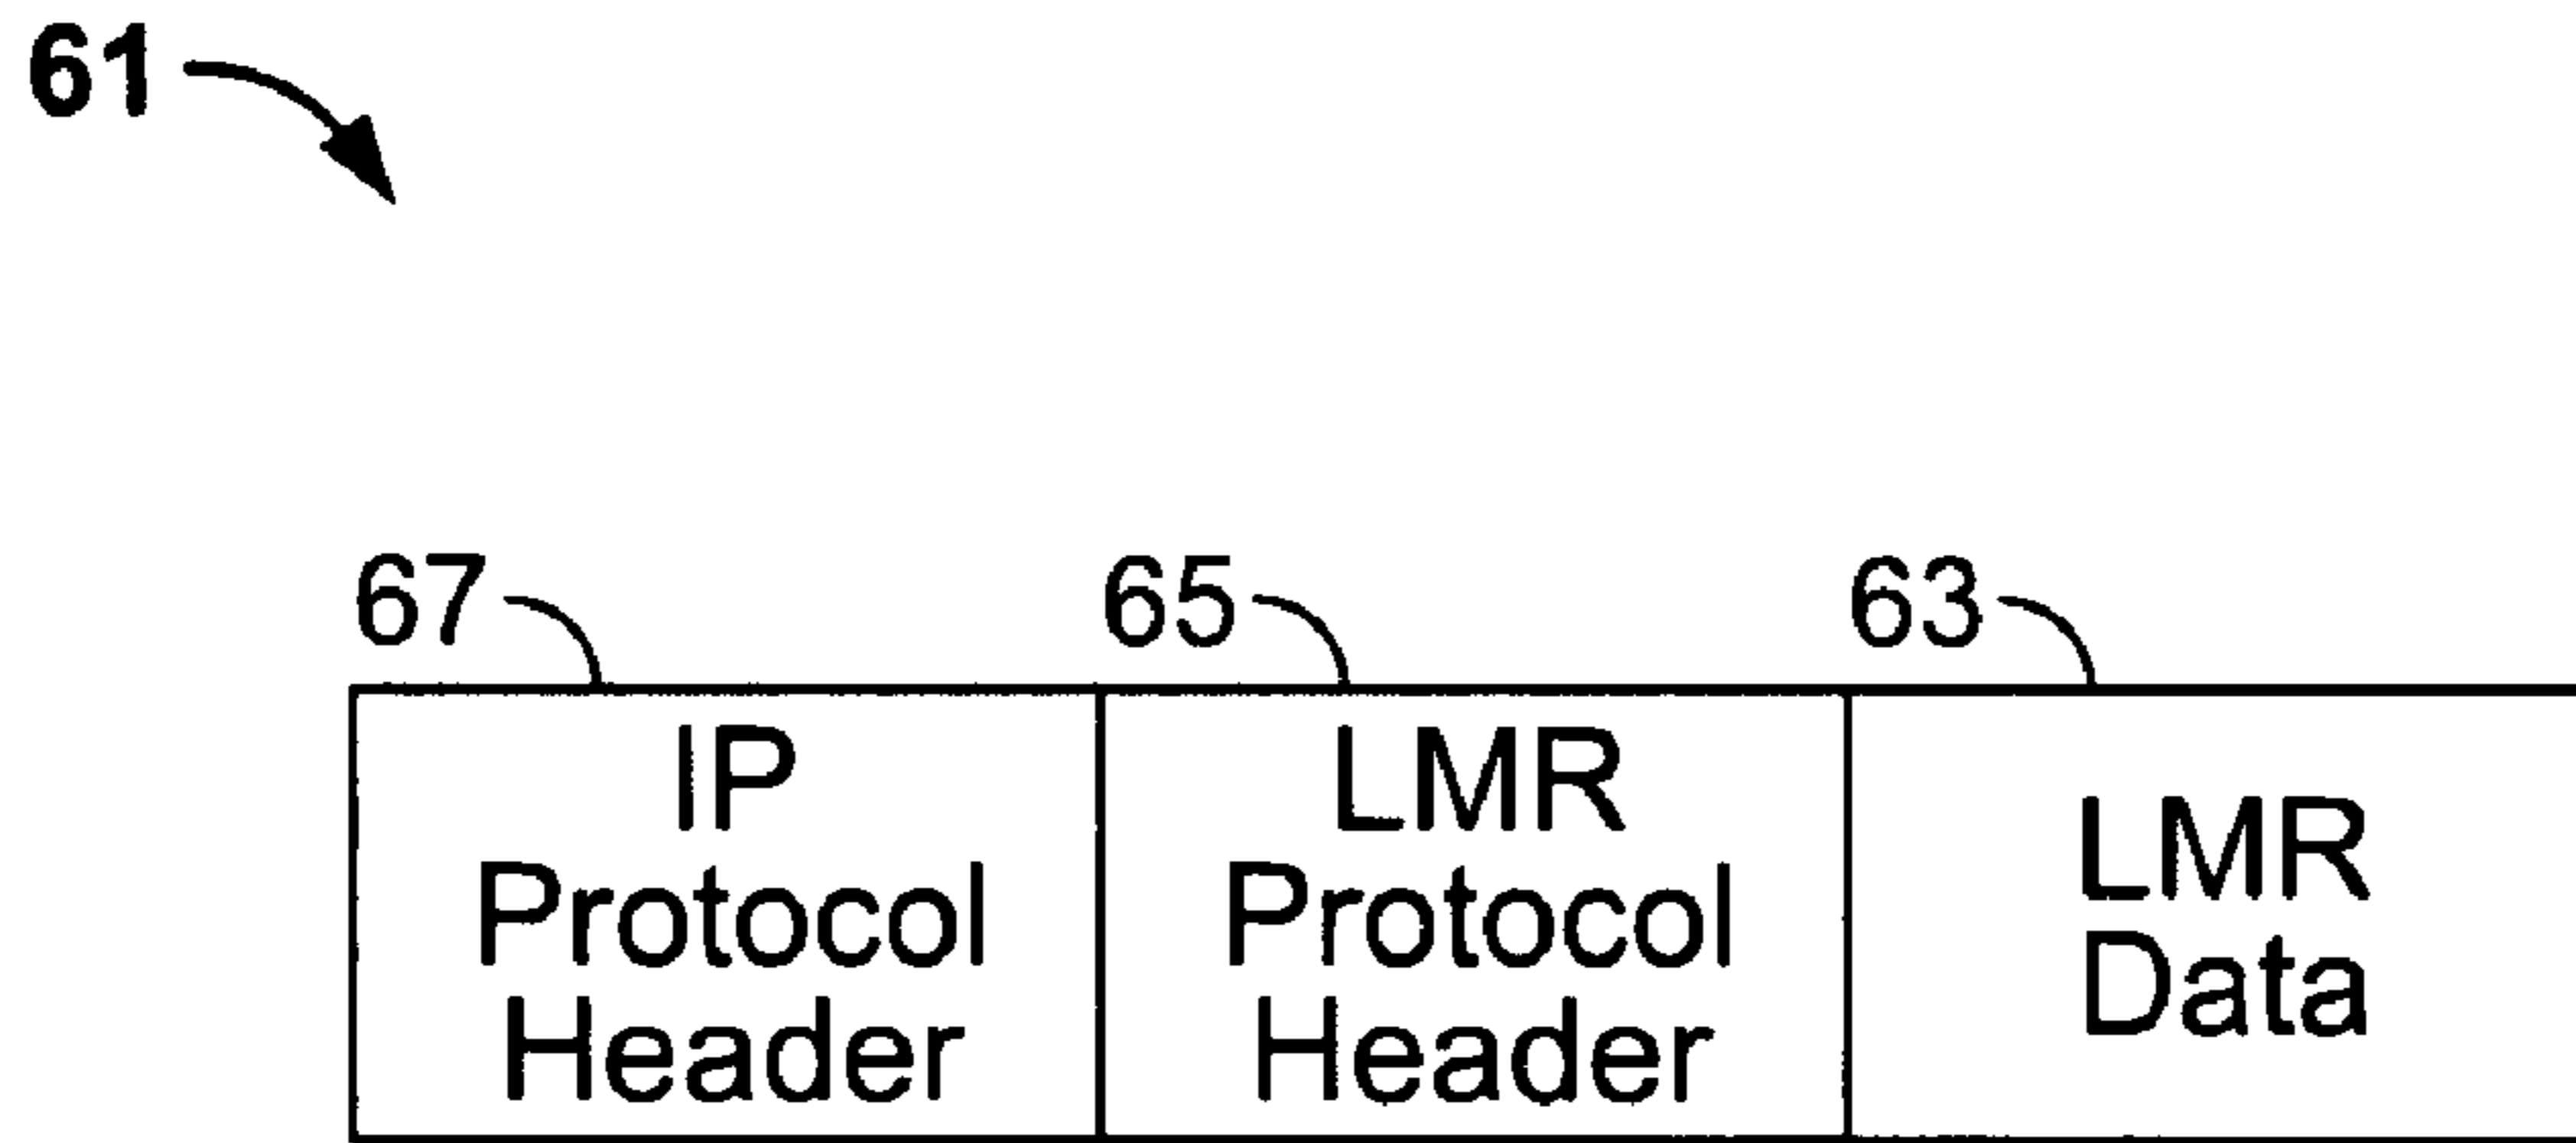 61
67
65
63
IP
Protocol
Header
LMR
Protocol
Header
LMR
Data